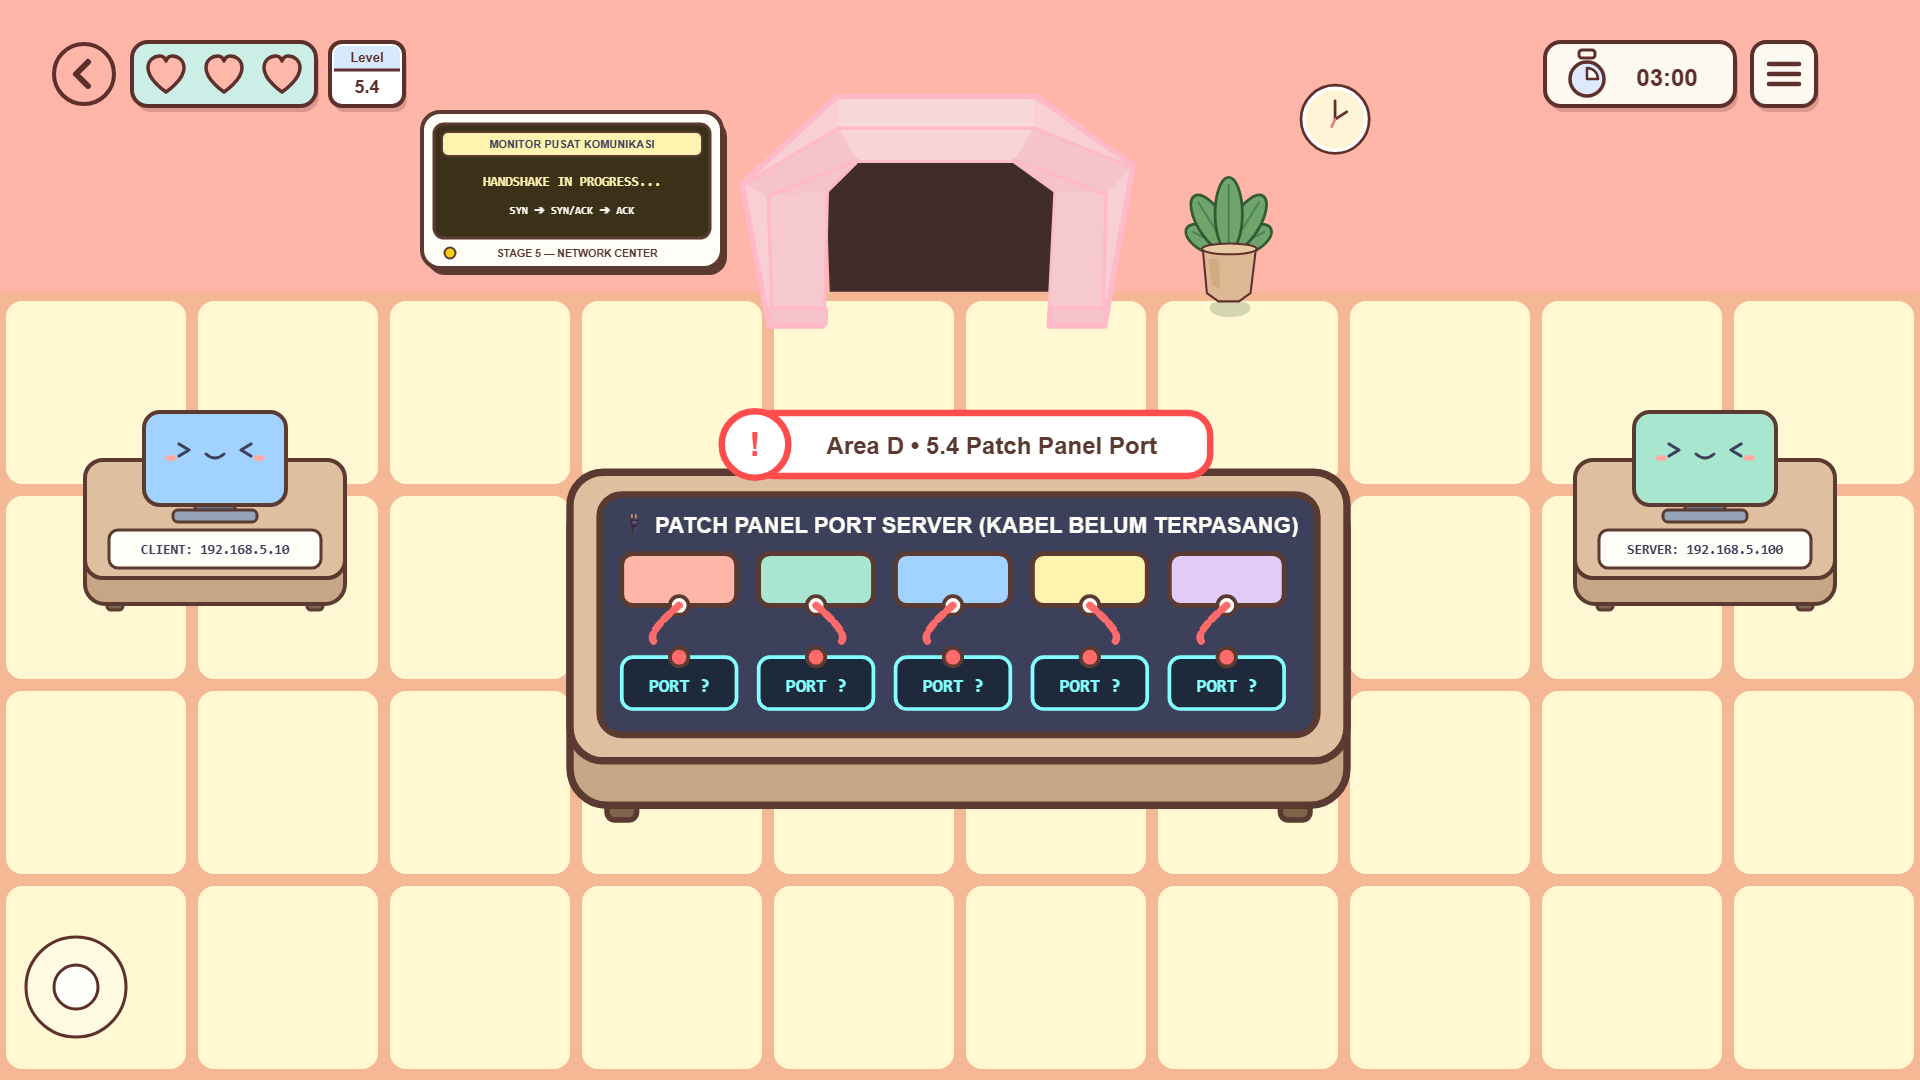 Level
5.4
03:00
MONITOR PUSAT KOMUNIKASI
HANDSHAKE IN PROGRESS...
SYN ➔ SYN/ACK ➔ ACK
STAGE 5 — NETWORK CENTER
! Area D • 5.4 Patch Panel Port
PATCH PANEL PORT SERVER (KABEL BELUM TERPASANG)
CLIENT: 192.168.5.10
SERVER: 192.168.5.100
PORT ? PORT ? PORT ? PORT ? PORT ?